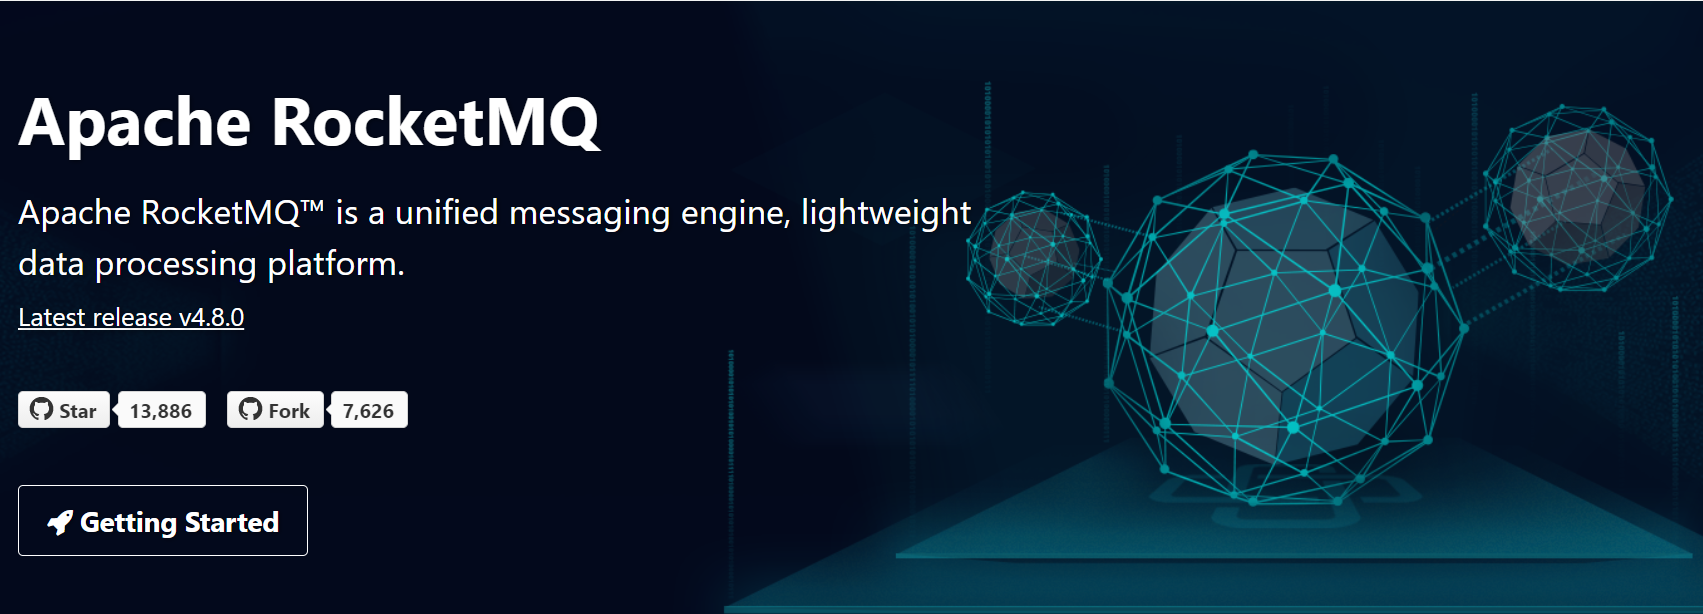 Apache RocketMQ
Apache RocketMQ™ is a unified messaging engine, lightweight
data processing platform.
Latest release v4.8.0
Star 13,886 Fork 7,626
Getting Started